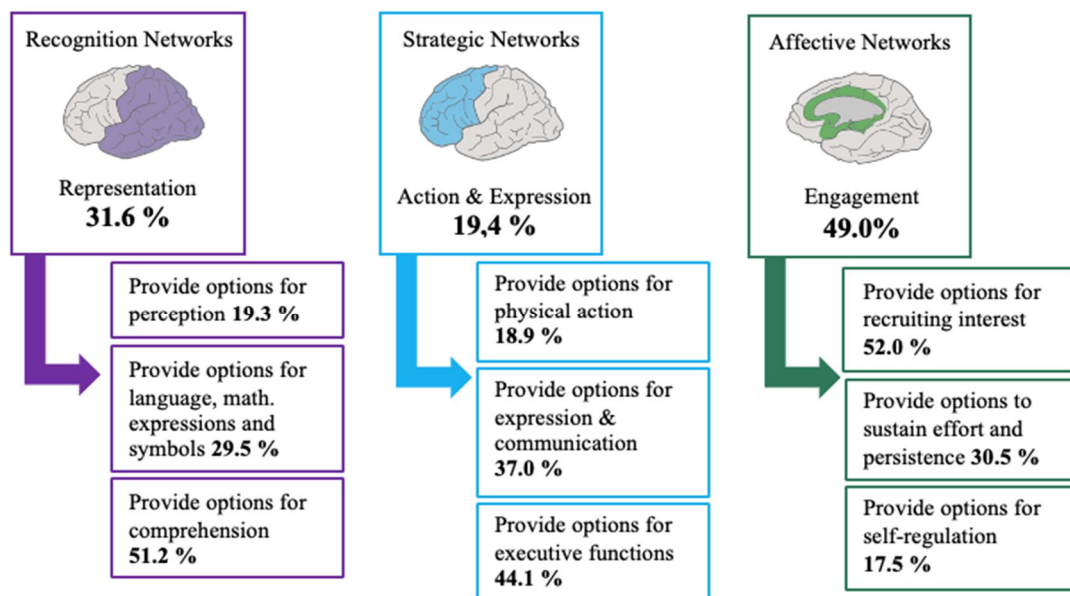 Recognition Networks
Representation
31.6 %
Provide options for
perception 19.3 %
Provide options for
language, math.
expressions and
symbols 29.5 %
Provide options for
comprehension
51.2 %
Strategic Networks
Action & Expression
19,4 %
Provide options for
physical action
18.9 %
Provide options for
expression &
communication
37.0 %
Provide options for
executive functions
44.1 %
Affective Networks
Engagement
49.0%
Provide options for
recruiting interest
52.0 %
Provide options to
sustain effort and
persistence 30.5 %
Provide options for
self-regulation
17.5 %